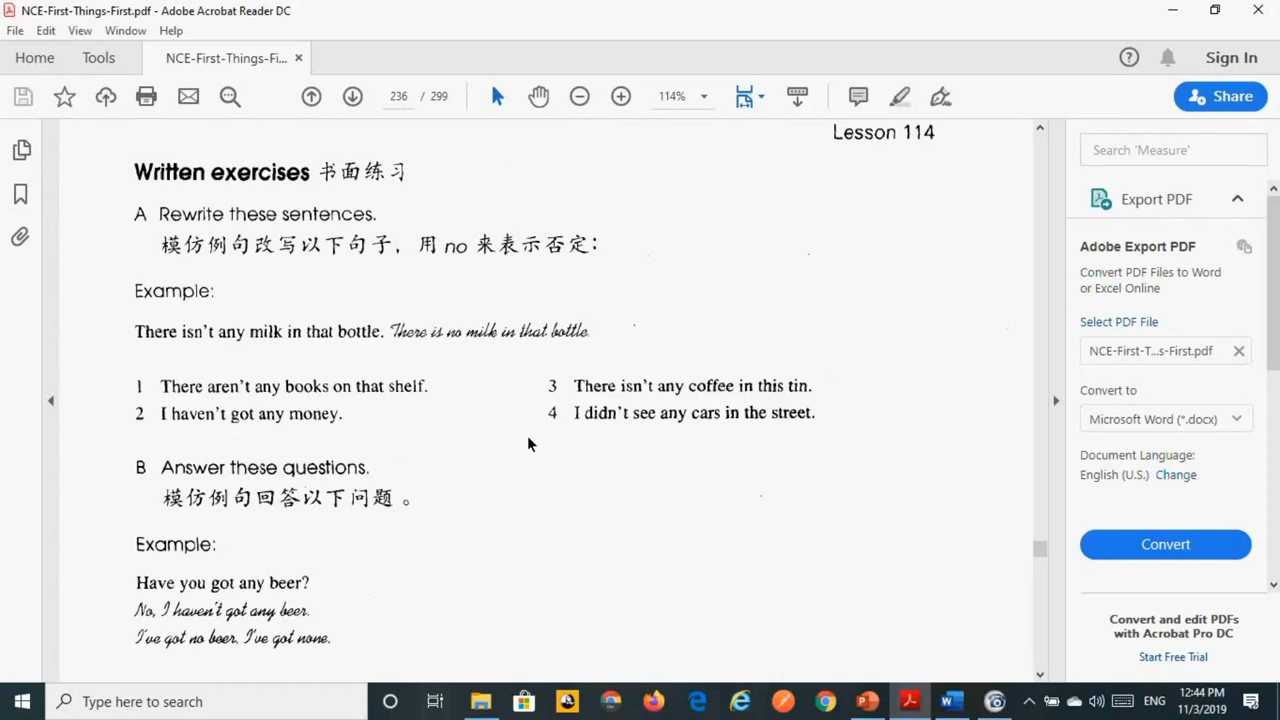 NCE-First-Things-First.pdf - Adobe Acrobat Reader DC
File Edit View Window Help
Home Tools NCE-First-Things-Fi... × Sign In
236 / 299 114% Share
Lesson 114
Written exercises 书面练习
A Rewrite these sentences.
模仿例句改写以下句子，用 no 来表示否定：
Example:
There isn't any milk in that bottle. There is no milk in that bottle.
1 There aren't any books on that shelf.
2 I haven't got any money.
3 There isn't any coffee in this tin.
4 I didn't see any cars in the street.
B Answer these questions.
模仿例句回答以下问题。
Example:
Have you got any beer?
No, I haven't got any beer.
I've got no beer. I've got none.
Search 'Measure'
Export PDF
Adobe Export PDF
Convert PDF Files to Word
or Excel Online
Select PDF File
NCE-First-T...s-First.pdf
Convert to
Microsoft Word (*.docx)
Document Language:
English (U.S.) Change
Convert
Convert and edit PDFs
with Acrobat Pro DC
Start Free Trial
Type here to search
ENG
12:44 PM
11/3/2019